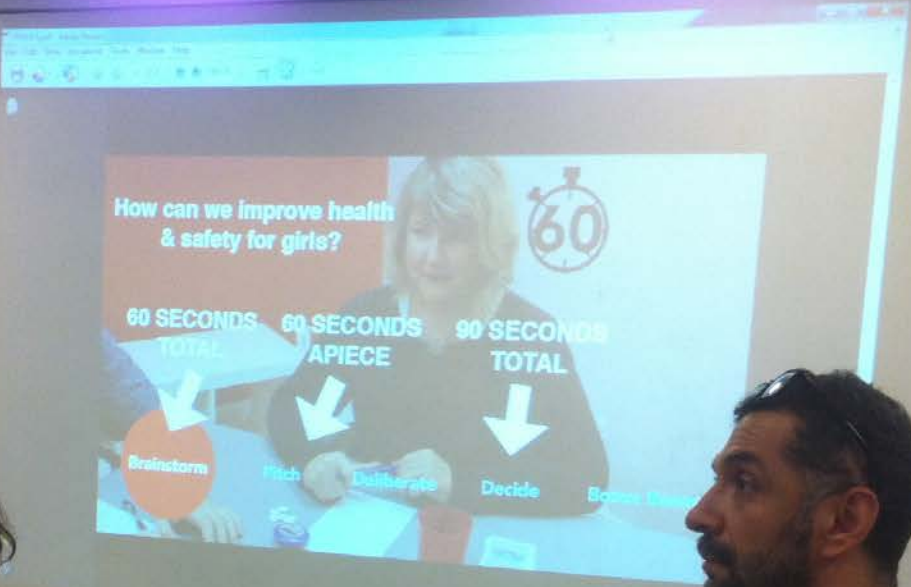 How can we improve health
& safety for girls?
60
60 SECONDS
TOTAL
60 SECONDS
APIECE
90 SECONDS
TOTAL
Brainstorm
Pitch
Deliberate
Decide